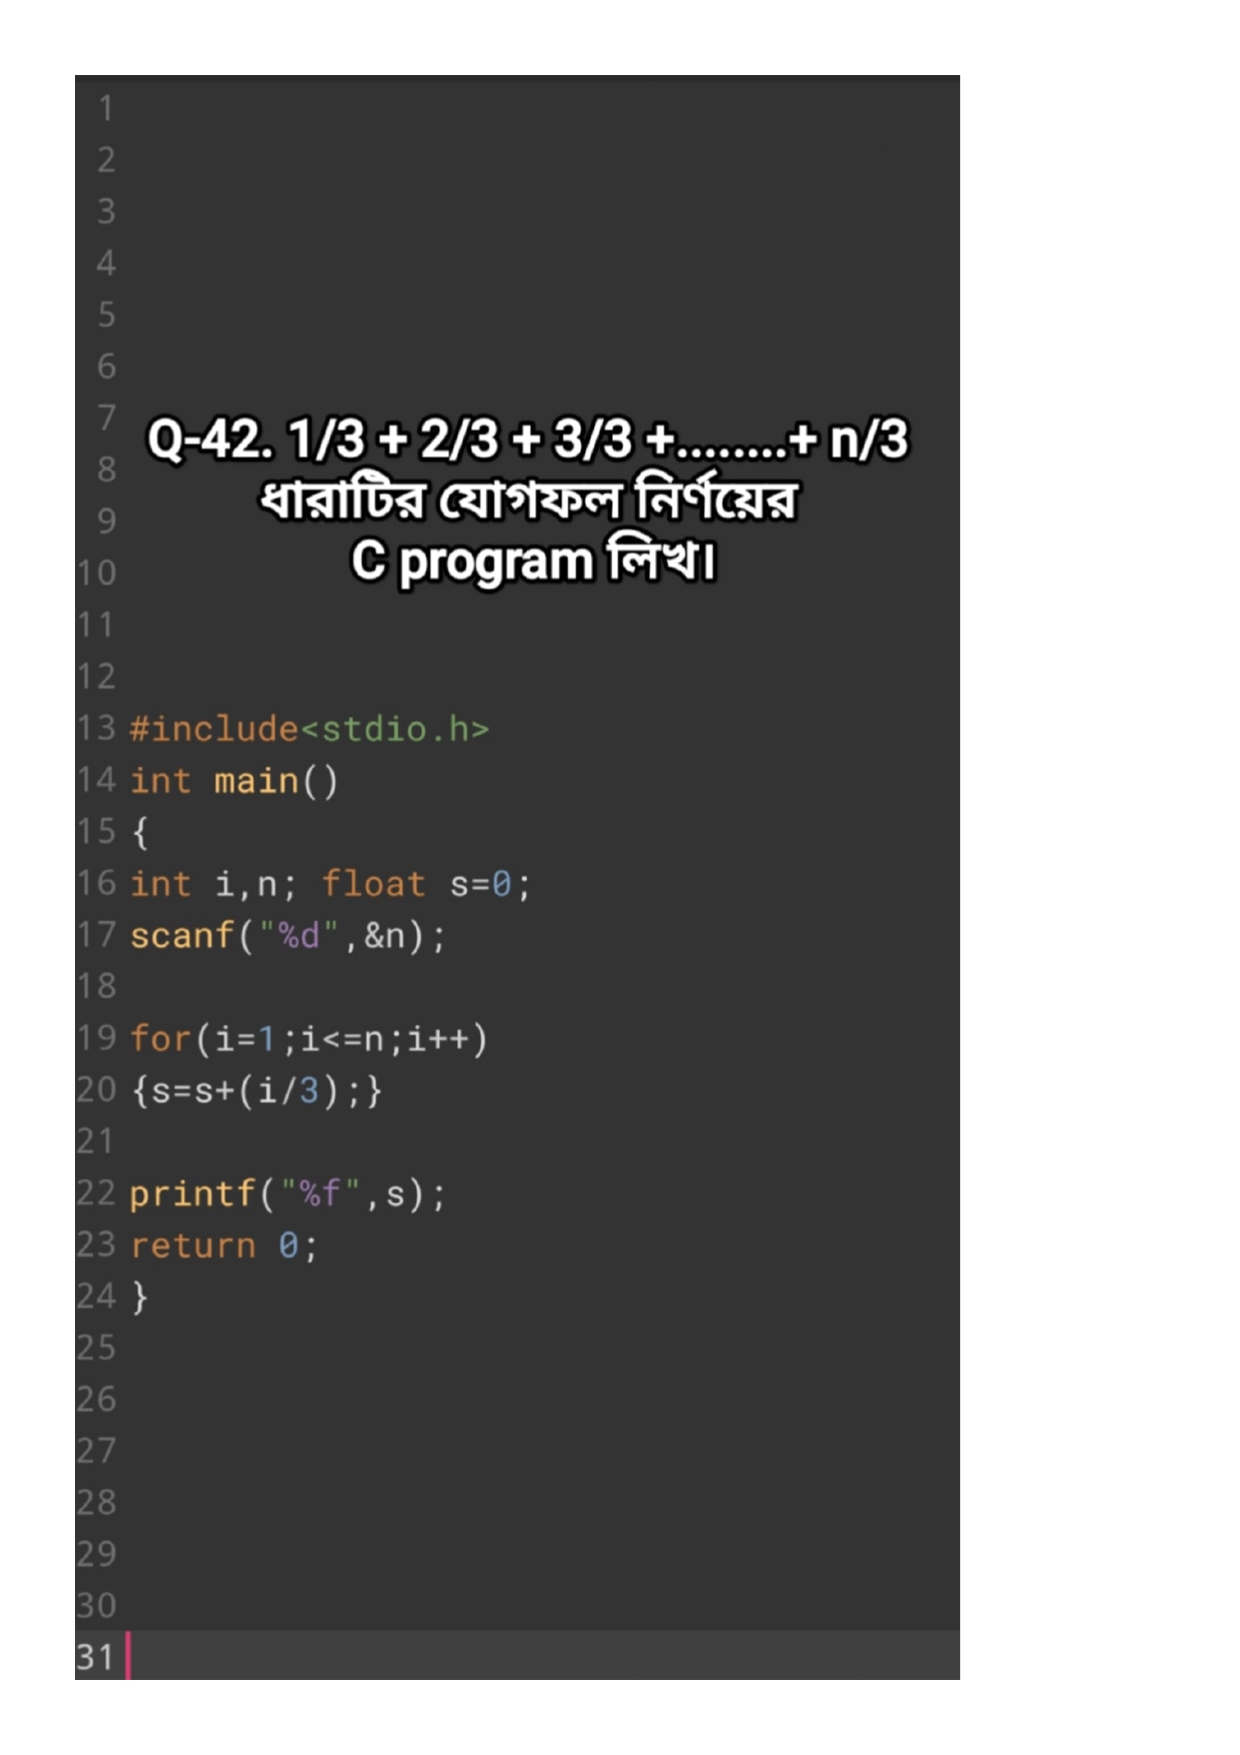 1
2
3
4
5
6
7
Q-42. 1/3 + 2/3 + 3/3 +........+ n/3
8
ধারাটির যোগফল নির্ণয়ের
9
C program লিখ।
10
11
12
13 #include<stdio.h>
14 int main()
15 {
16 int i,n; float s=0;
17 scanf("%d",&n);
18
19 for(i=1;i<=n;i++)
20 {s=s+(i/3);}
21
22 printf("%f",s);
23 return 0;
24 }
25
26
27
28
29
30
31